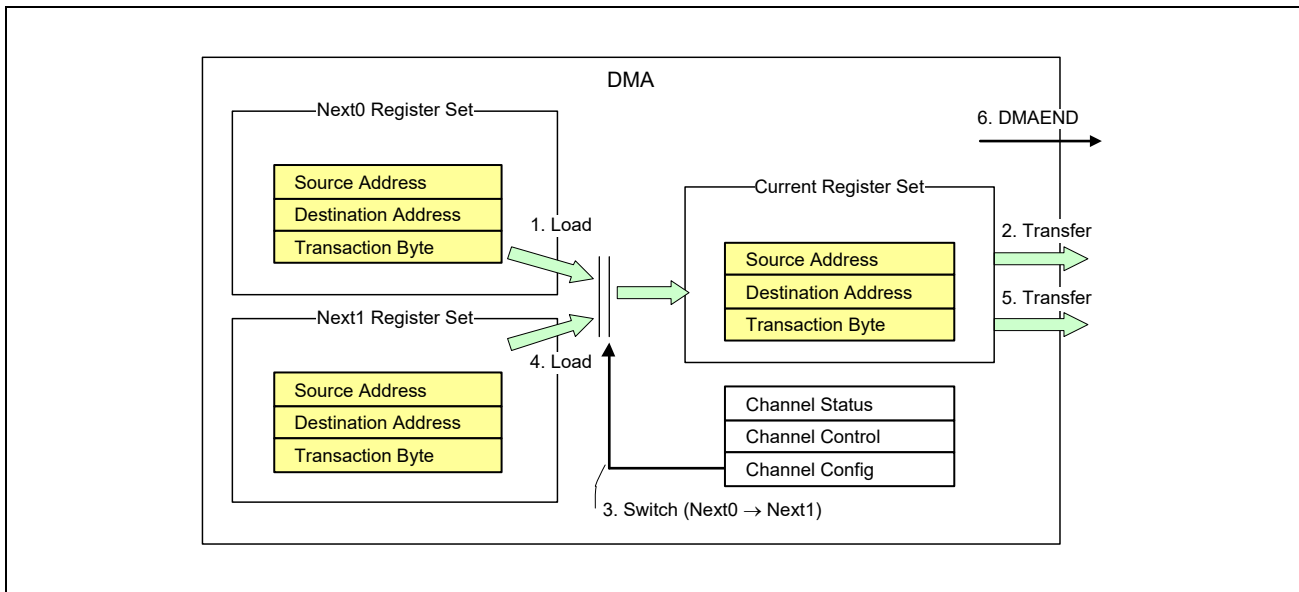 DMA
Next0 Register Set
6. DMAEND
Source Address
Destination Address
Transaction Byte
1. Load
Current Register Set
2. Transfer
Source Address
Destination Address
5. Transfer
Transaction Byte
Next1 Register Set
4. Load
Source Address
Destination Address
Transaction Byte
Channel Status
Channel Control
Channel Config
3. Switch (Next0 → Next1)